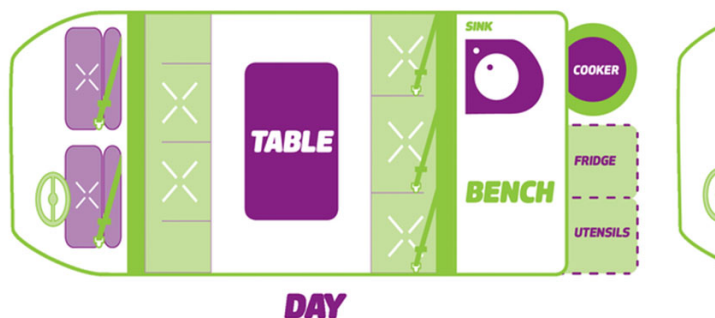 SINK
COOKER
TABLE
FRIDGE
BENCH
UTENSILS
DAY